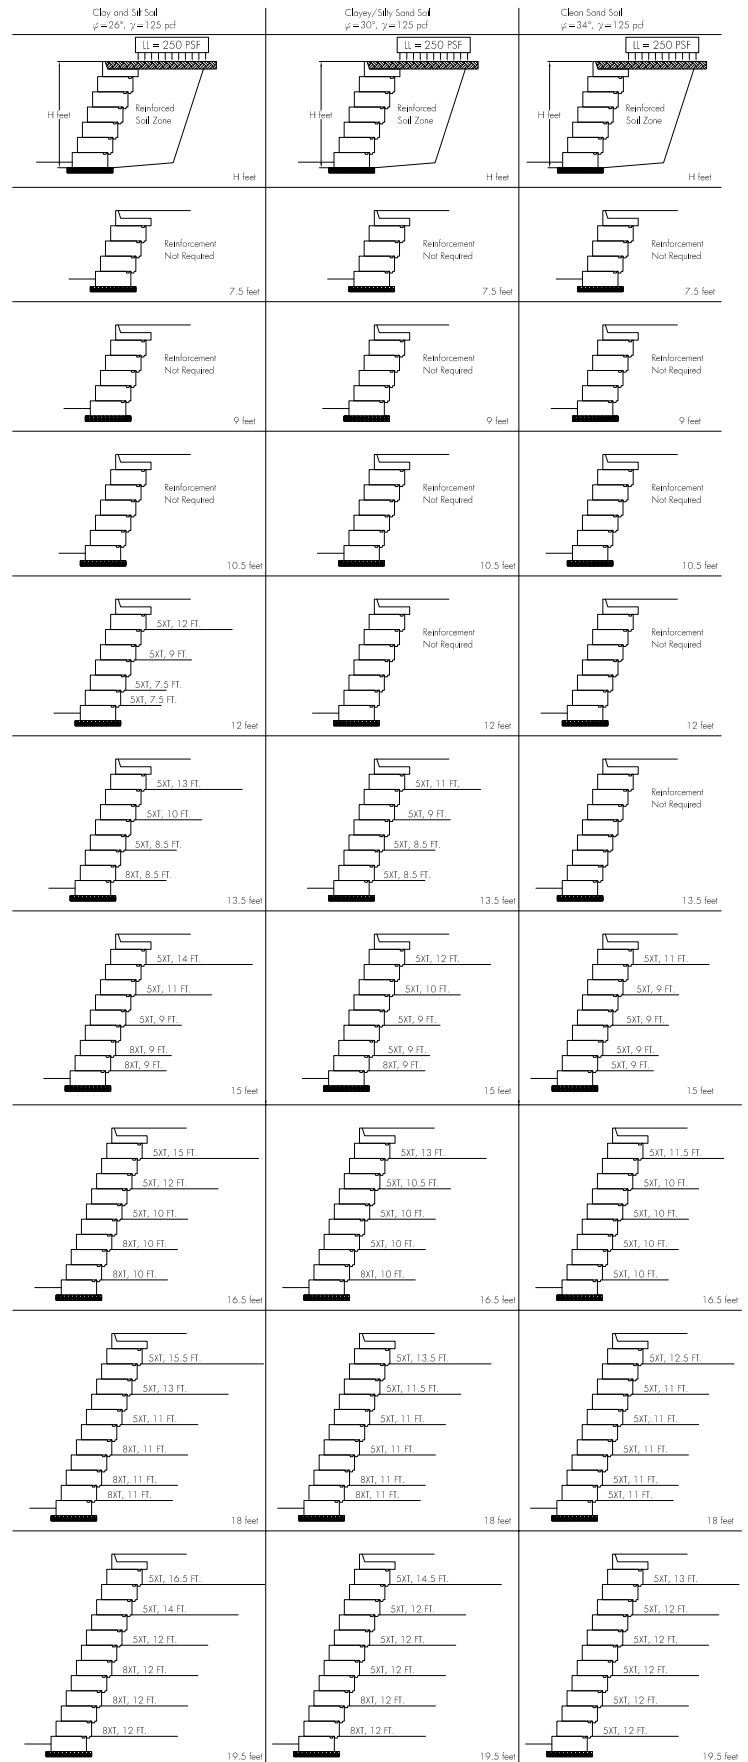 Clay and Silt Soil
φ=26°, γ=125 pcf
Clayey/Silty Sand Soil
φ=30°, γ=125 pcf
Clean Sand Soil
φ=34°, γ=125 pcf
LL = 250 PSF
H feet
Reinforced
Soil Zone
H feet
LL = 250 PSF
H feet
Reinforced
Soil Zone
H feet
LL = 250 PSF
H feet
Reinforced
Soil Zone
H feet
Reinforcement
Not Required
7.5 feet
Reinforcement
Not Required
7.5 feet
Reinforcement
Not Required
7.5 feet
Reinforcement
Not Required
9 feet
Reinforcement
Not Required
9 feet
Reinforcement
Not Required
9 feet
Reinforcement
Not Required
10.5 feet
Reinforcement
Not Required
10.5 feet
Reinforcement
Not Required
10.5 feet
5XT, 12 FT.
5XT, 9 FT.
5XT, 7.5 FT.
5XT, 7.5 FT.
12 feet
Reinforcement
Not Required
12 feet
Reinforcement
Not Required
12 feet
5XT, 13 FT.
5XT, 10 FT.
5XT, 8.5 FT.
8XT, 8.5 FT.
13.5 feet
5XT, 11 FT.
5XT, 9 FT.
5XT, 8.5 FT.
5XT, 8.5 FT.
13.5 feet
Reinforcement
Not Required
13.5 feet
5XT, 14 FT.
5XT, 11 FT.
5XT, 9 FT.
8XT, 9 FT.
8XT, 9 FT.
15 feet
5XT, 12 FT.
5XT, 10 FT.
5XT, 9 FT.
5XT, 9 FT.
8XT, 9 FT.
15 feet
5XT, 11 FT.
5XT, 9 FT.
5XT, 9 FT.
5XT, 9 FT.
5XT, 9 FT.
15 feet
5XT, 15 FT.
5XT, 12 FT.
5XT, 10 FT.
8XT, 10 FT.
8XT, 10 FT.
16.5 feet
5XT, 13 FT.
5XT, 10.5 FT.
5XT, 10 FT.
5XT, 10 FT.
8XT, 10 FT.
16.5 feet
5XT, 11.5 FT.
5XT, 10 FT.
5XT, 10 FT.
5XT, 10 FT.
5XT, 10 FT.
16.5 feet
5XT, 15.5 FT.
5XT, 13 FT.
5XT, 11 FT.
8XT, 11 FT.
8XT, 11 FT.
8XT, 11 FT.
18 feet
5XT, 13.5 FT.
5XT, 11.5 FT.
5XT, 11 FT.
5XT, 11 FT.
8XT, 11 FT.
8XT, 11 FT.
18 feet
5XT, 12.5 FT.
5XT, 11 FT.
5XT, 11 FT.
5XT, 11 FT.
5XT, 11 FT.
5XT, 11 FT.
18 feet
5XT, 16.5 FT.
5XT, 14 FT.
5XT, 12 FT.
8XT, 12 FT.
8XT, 12 FT.
8XT, 12 FT.
19.5 feet
5XT, 14.5 FT.
5XT, 12 FT.
5XT, 12 FT.
5XT, 12 FT.
8XT, 12 FT.
8XT, 12 FT.
19.5 feet
5XT, 13 FT.
5XT, 12 FT.
5XT, 12 FT.
5XT, 12 FT.
5XT, 12 FT.
5XT, 12 FT.
19.5 feet